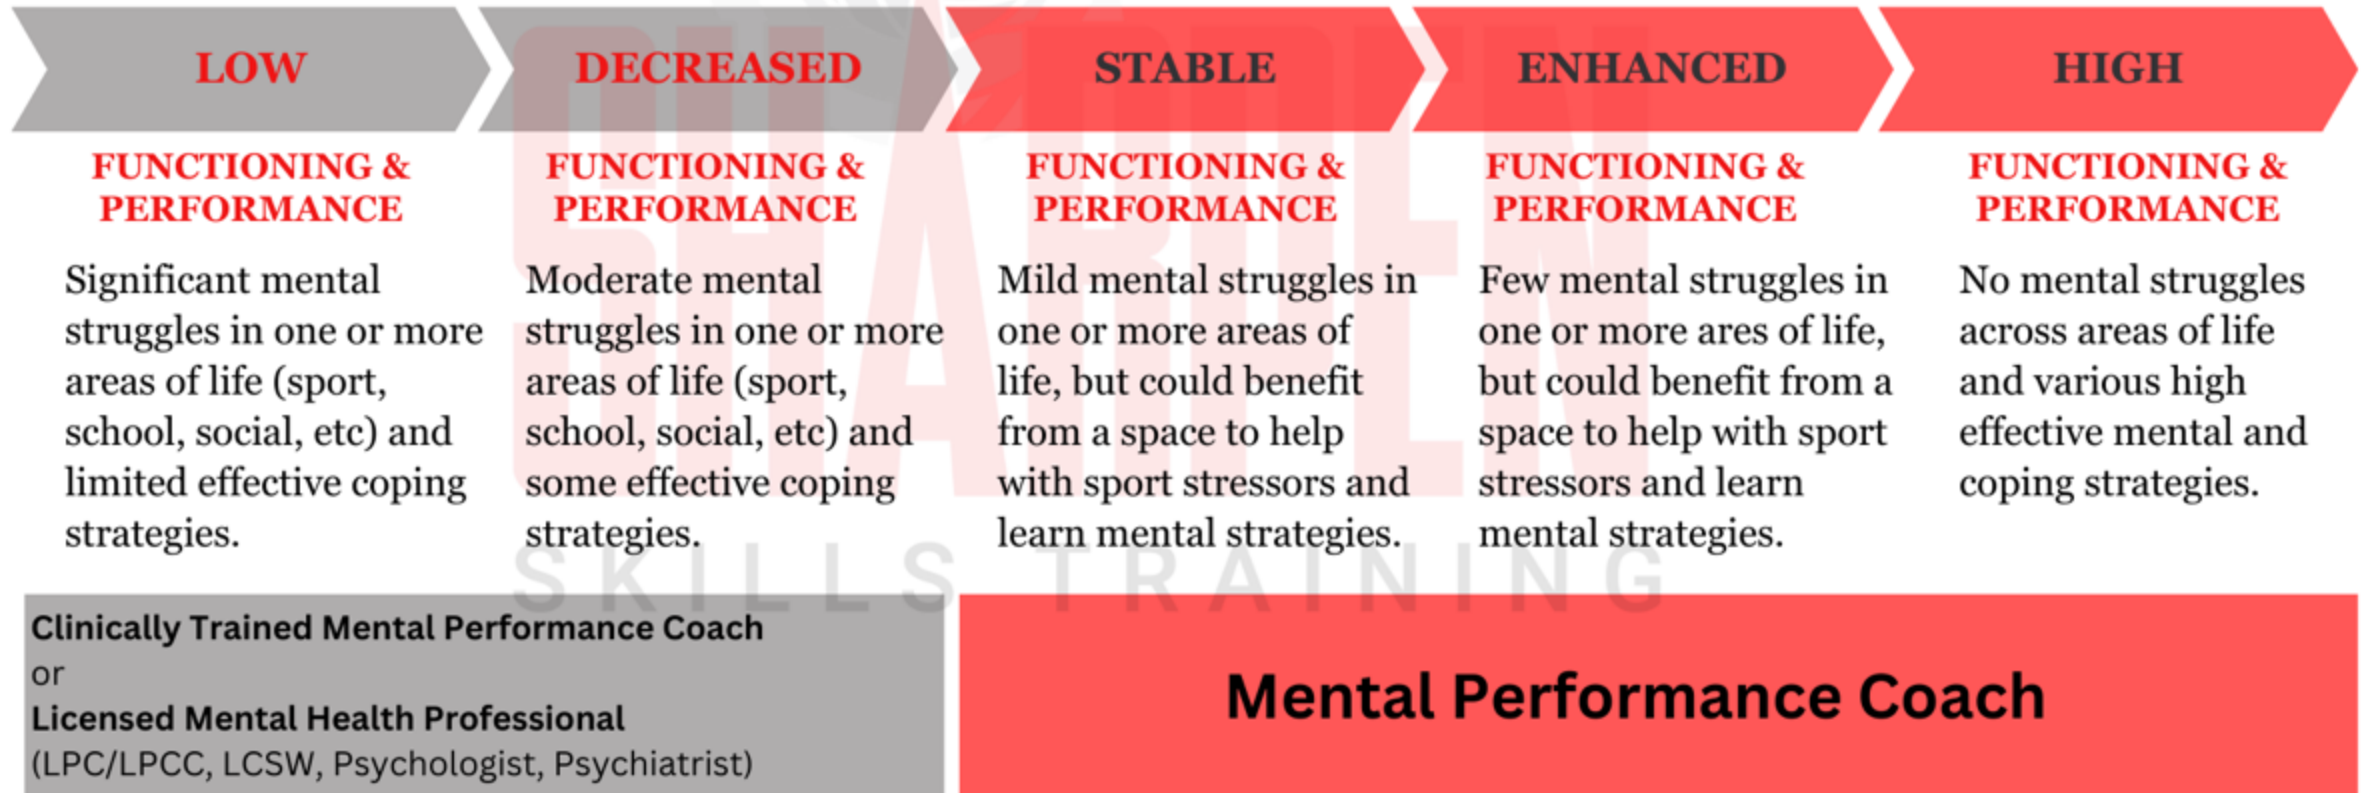 LOW
DECREASED
STABLE
ENHANCED
HIGH
FUNCTIONING &
PERFORMANCE
Significant mental
struggles in one or more
areas of life (sport,
school, social, etc) and
limited effective coping
strategies.
FUNCTIONING &
PERFORMANCE
Moderate mental
struggles in one or more
areas of life (sport,
school, social, etc) and
some effective coping
strategies.
FUNCTIONING &
PERFORMANCE
Mild mental struggles in
one or more areas of
life, but could benefit
from a space to help
with sport stressors and
learn mental strategies.
FUNCTIONING &
PERFORMANCE
Few mental struggles in
one or more ares of life,
but could benefit from a
space to help with sport
stressors and learn
mental strategies.
FUNCTIONING &
PERFORMANCE
No mental struggles
across areas of life
and various high
effective mental and
coping strategies.
SHARPEN
SKILLS TRAINING
Clinically Trained Mental Performance Coach
or
Licensed Mental Health Professional
(LPC/LPCC, LCSW, Psychologist, Psychiatrist)
Mental Performance Coach